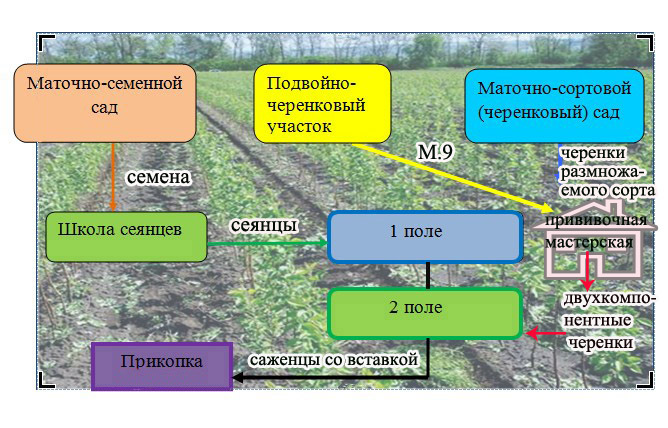 Маточно-семенной
сад
Подвойно-
черенковый
участок
Маточно-сортовой
(черенковый) сад
М.9
черенки
размножа-
емого сорта
семена
Школа сеянцев
сеянцы
1 поле
прививочная
мастерская
2 поле
двухкомпо-
нентные
черенки
Прикопка
саженцы со вставкой